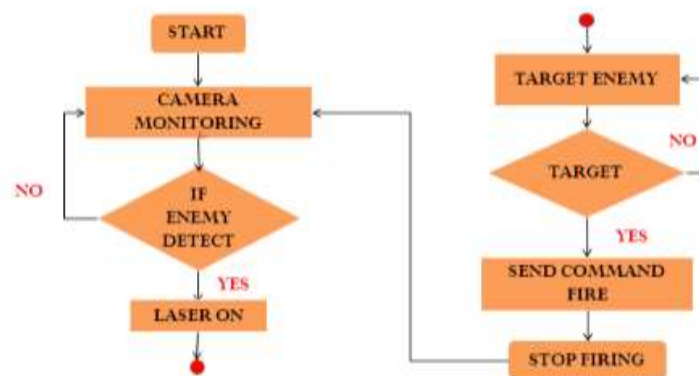 START
CAMERA
MONITORING
NO
IF
ENEMY
DETECT
YES
LASER ON
TARGET ENEMY
NO
TARGET
YES
SEND COMMAND
FIRE
STOP FIRING